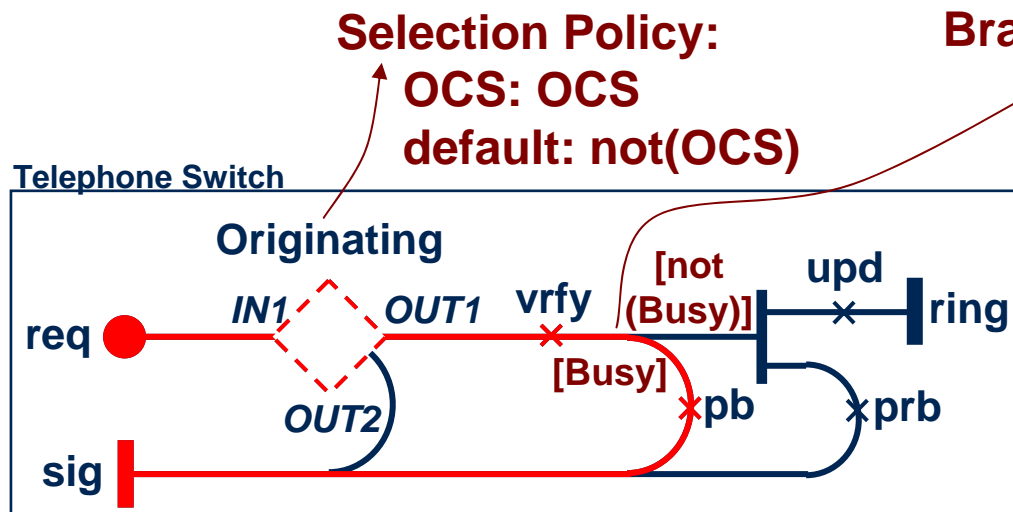 Selection Policy:
OCS: OCS
default: not(OCS)
Bra
Telephone Switch
Originating
IN1
OUT1
OUT2
req
sig
vrfy
[not
(Busy)]
[Busy]
pb
upd
ring
prb